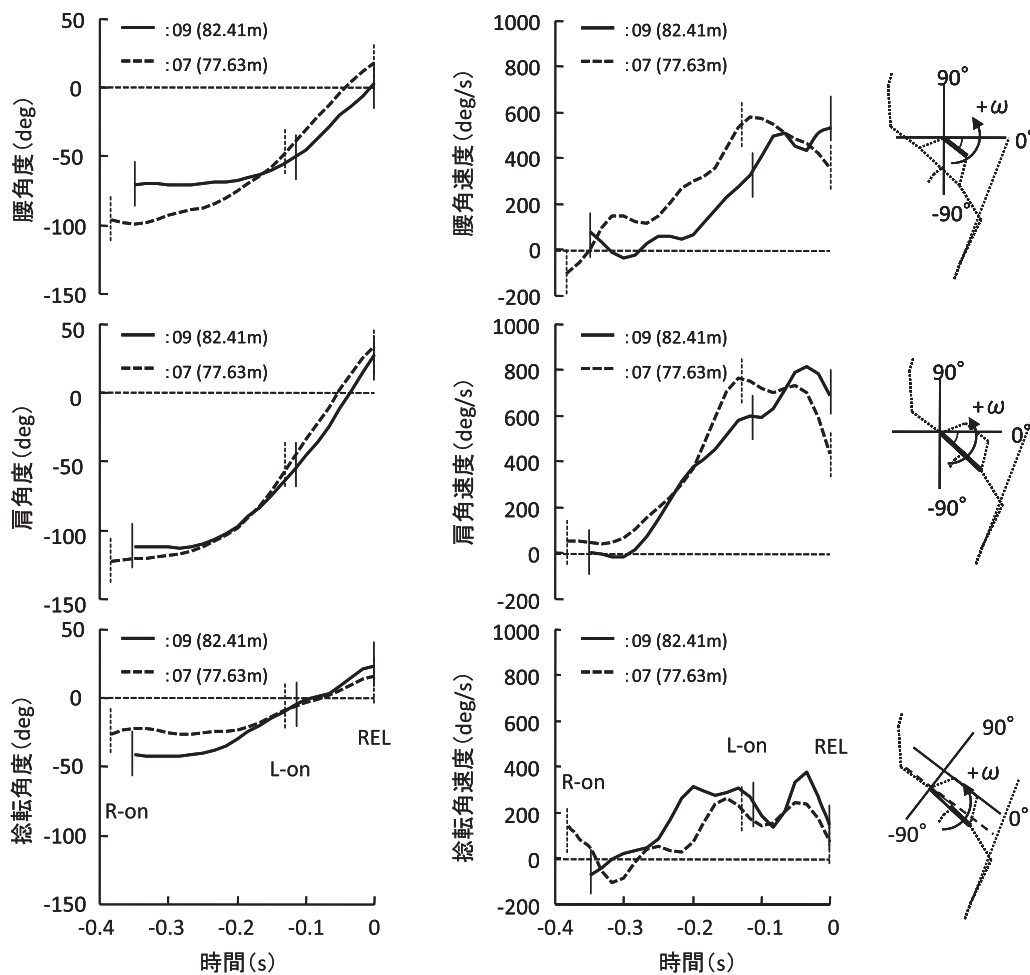 50
0
-50
-100
-150
腰角度(deg)
:09 (82.41m)
:07 (77.63m)
1000
800
600
400
200
0
-200
腰角速度(deg/s)
:09 (82.41m)
:07 (77.63m)
90°
+ω
0°
-90°
50
0
-50
-100
-150
肩角度(deg)
:09 (82.41m)
:07 (77.63m)
1000
800
600
400
200
0
-200
肩角速度(deg/s)
:09 (82.41m)
:07 (77.63m)
90°
+ω
0°
-90°
50
0
-50
-100
-150
捻転角度(deg)
:09 (82.41m)
:07 (77.63m)
REL
L-on
R-on
-0.4
-0.3
-0.2
-0.1
0
時間(s)
1000
800
600
400
200
0
-200
捻転角速度(deg/s)
:09 (82.41m)
:07 (77.63m)
L-on
REL
R-on
-0.4
-0.3
-0.2
-0.1
0
時間(s)
90°
+ω
0°
-90°